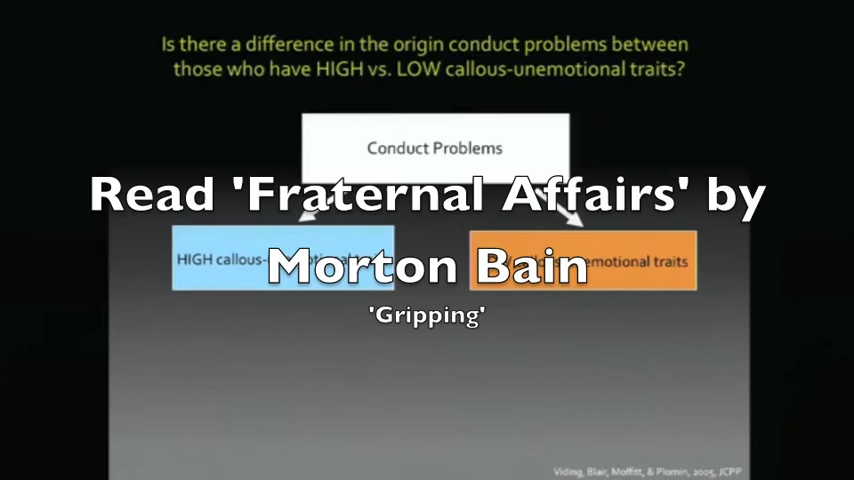 Is there a difference in the origin conduct problems between
those who have HIGH vs. LOW callous-unemotional traits?
Conduct Problems
Read 'Fraternal Affairs' by
Morton Bain
'Gripping'
HIGH callous-
emotional traits
Viding, Blair, Moffitt, & Plomin, 2005, JCPP